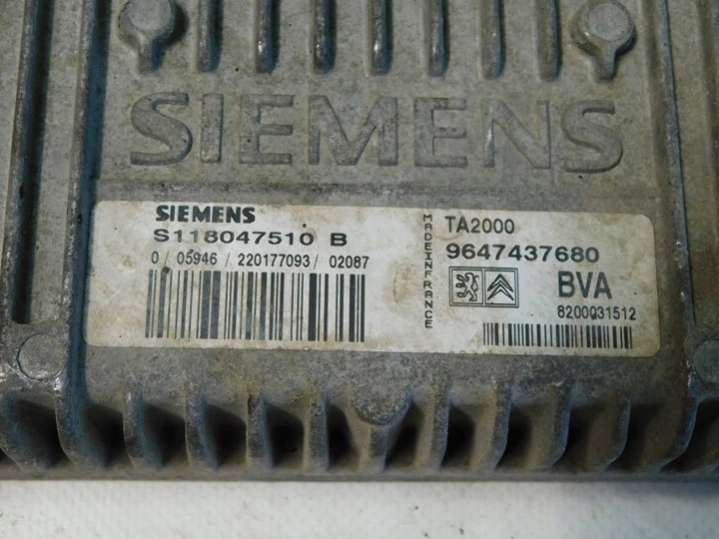 SIEMENS
SIEMENS
S118047510 B
0 / 05946 / 220177093 / 02087
MADE IN FRANCE
TA2000
9647437680
BVA
8200031512